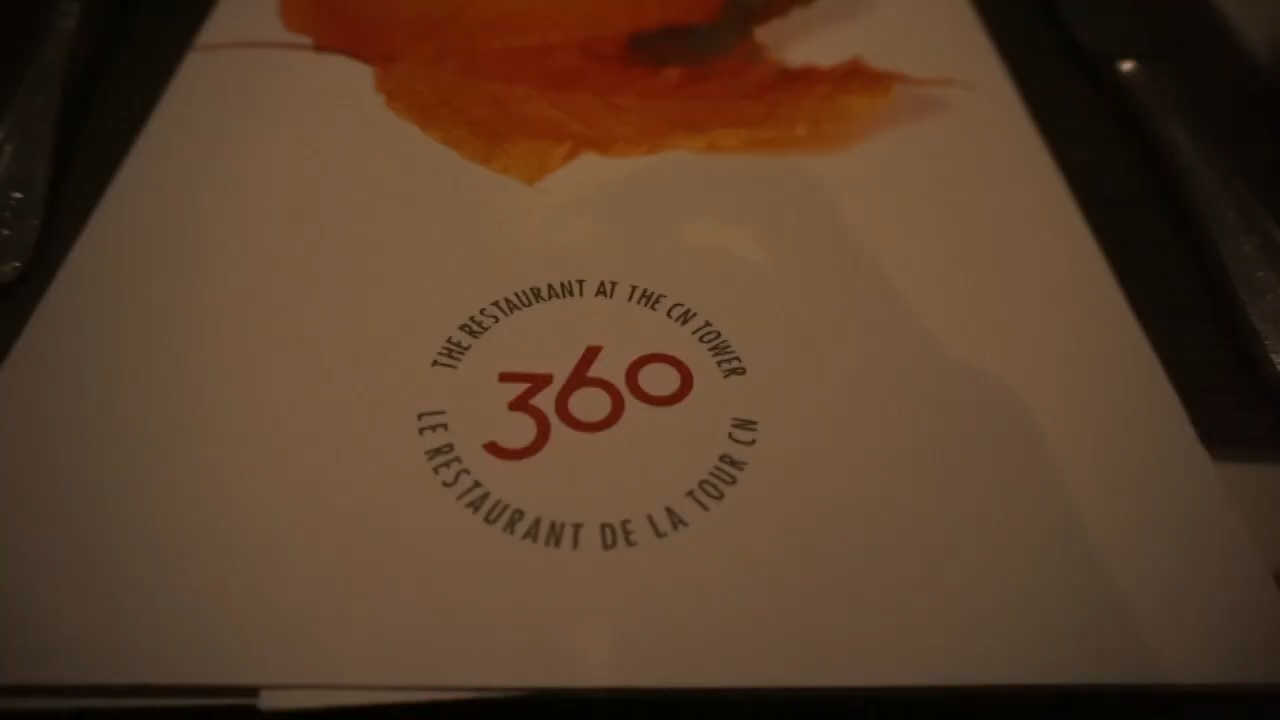 THE RESTAURANT AT THE CN TOWER
360
LE RESTAURANT DE LA TOUR CN